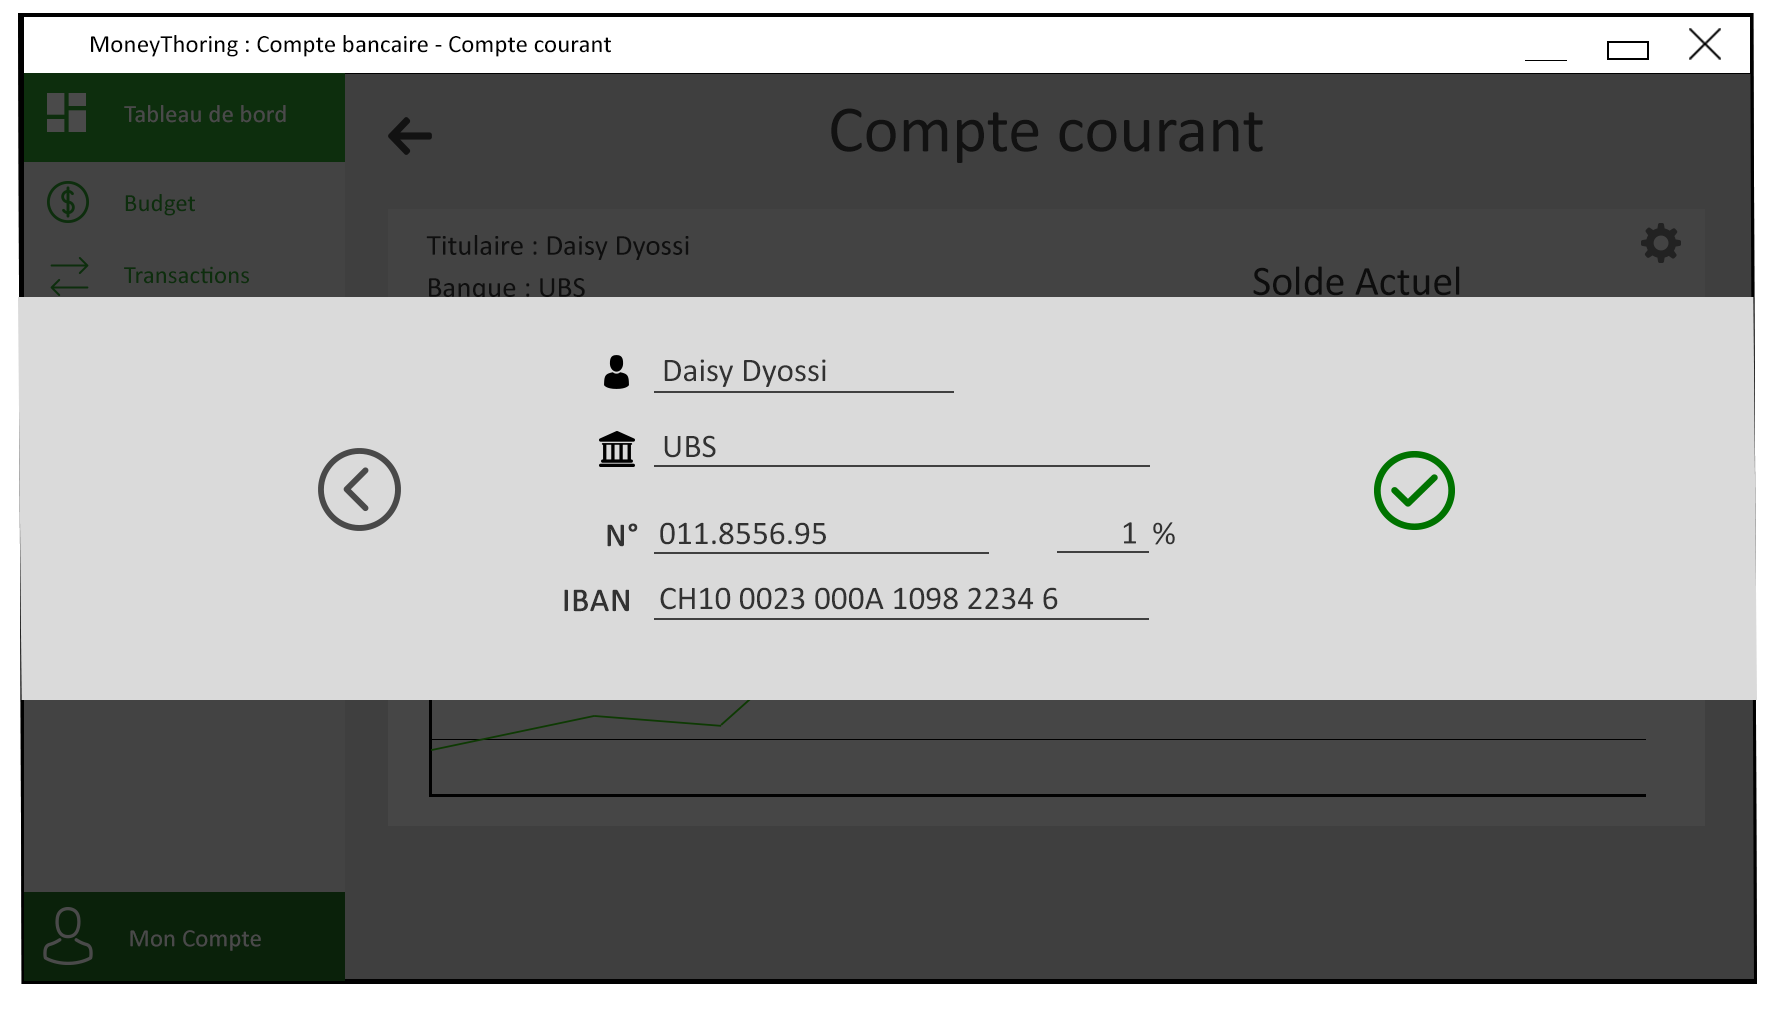 MoneyThoring : Compte bancaire - Compte courant
Tableau de bord
Compte courant
Budget
Titulaire : Daisy Dyossi
Transactions
Banque : UBS
Solde Actuel
Daisy Dyossi
UBS
N° 011.8556.95 1 %
IBAN CH10 0023 000A 1098 2234 6
Mon Compte